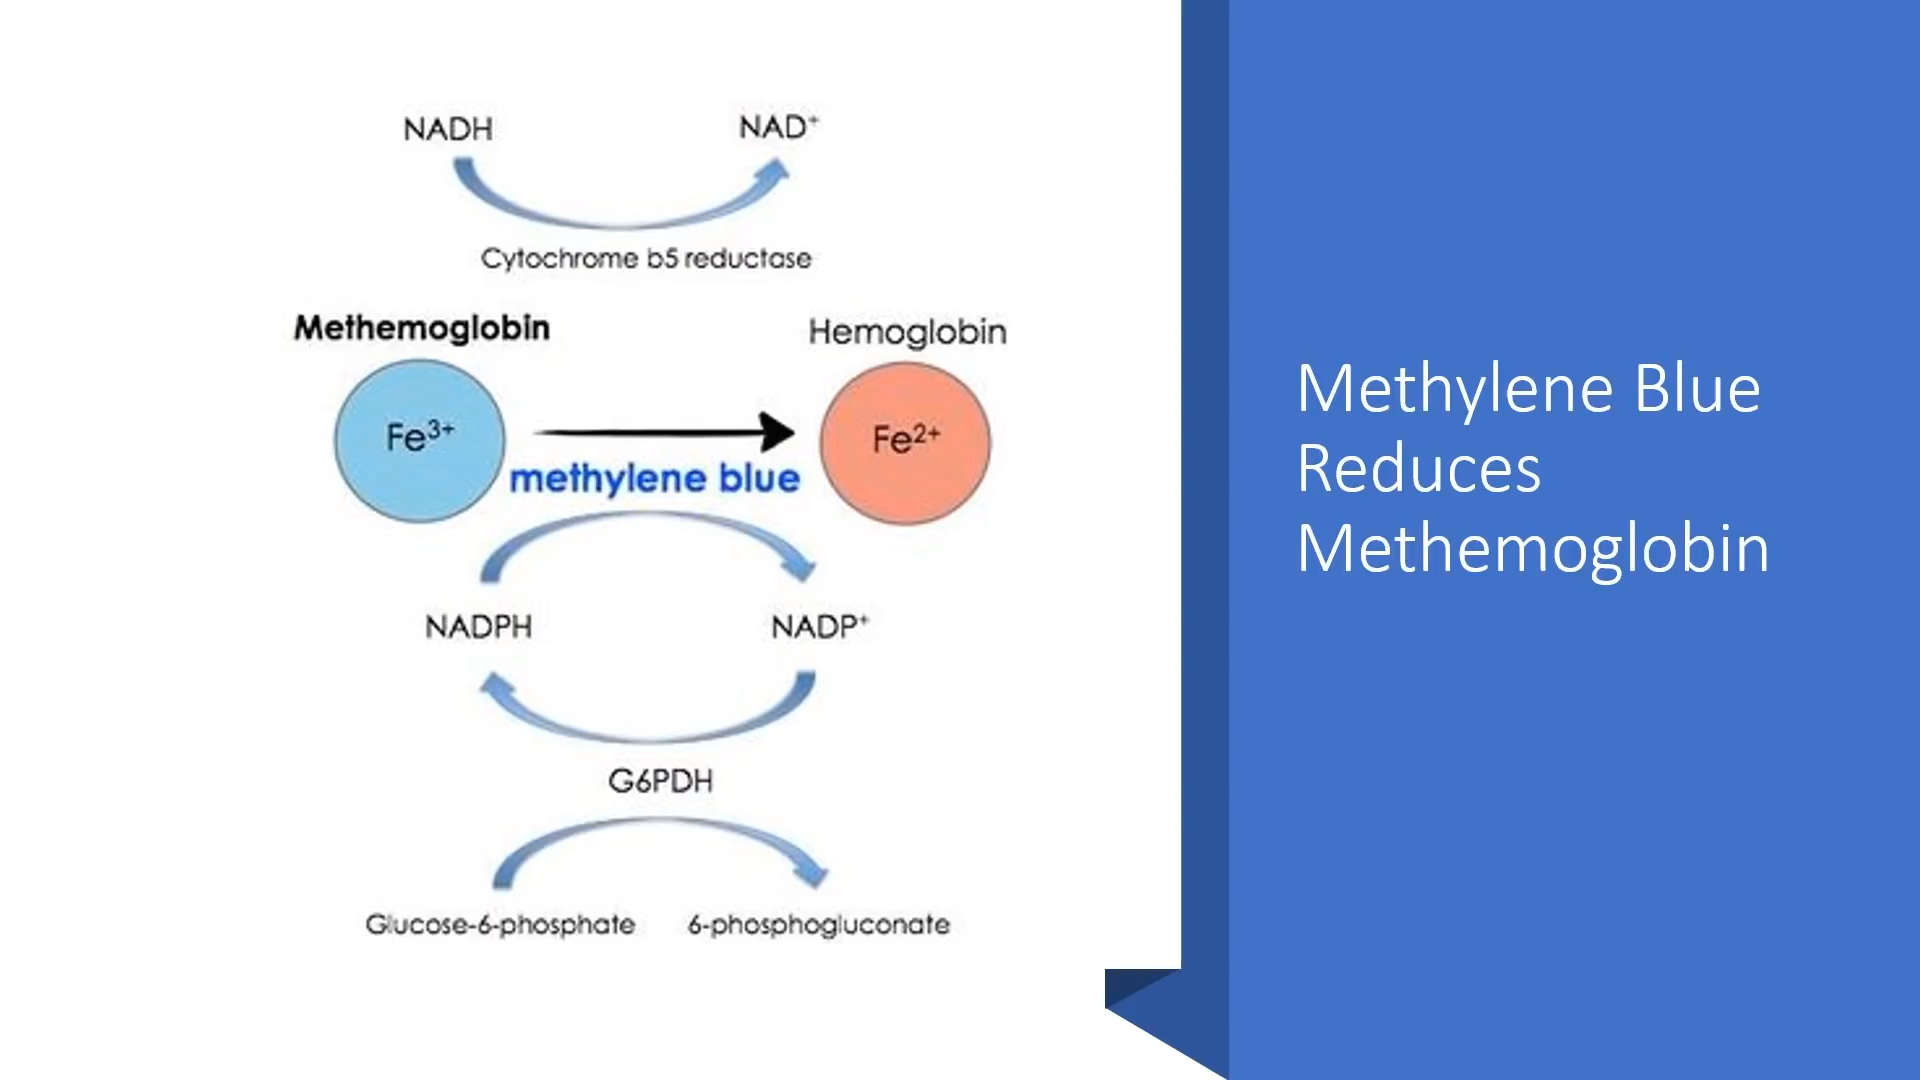 NADH NAD⁺
Cytochrome b5 reductase
Methemoglobin Hemoglobin
Fe³⁺ Fe²⁺
methylene blue
NADPH NADP⁺
G6PDH
Glucose-6-phosphate 6-phosphogluconate
Methylene Blue
Reduces
Methemoglobin